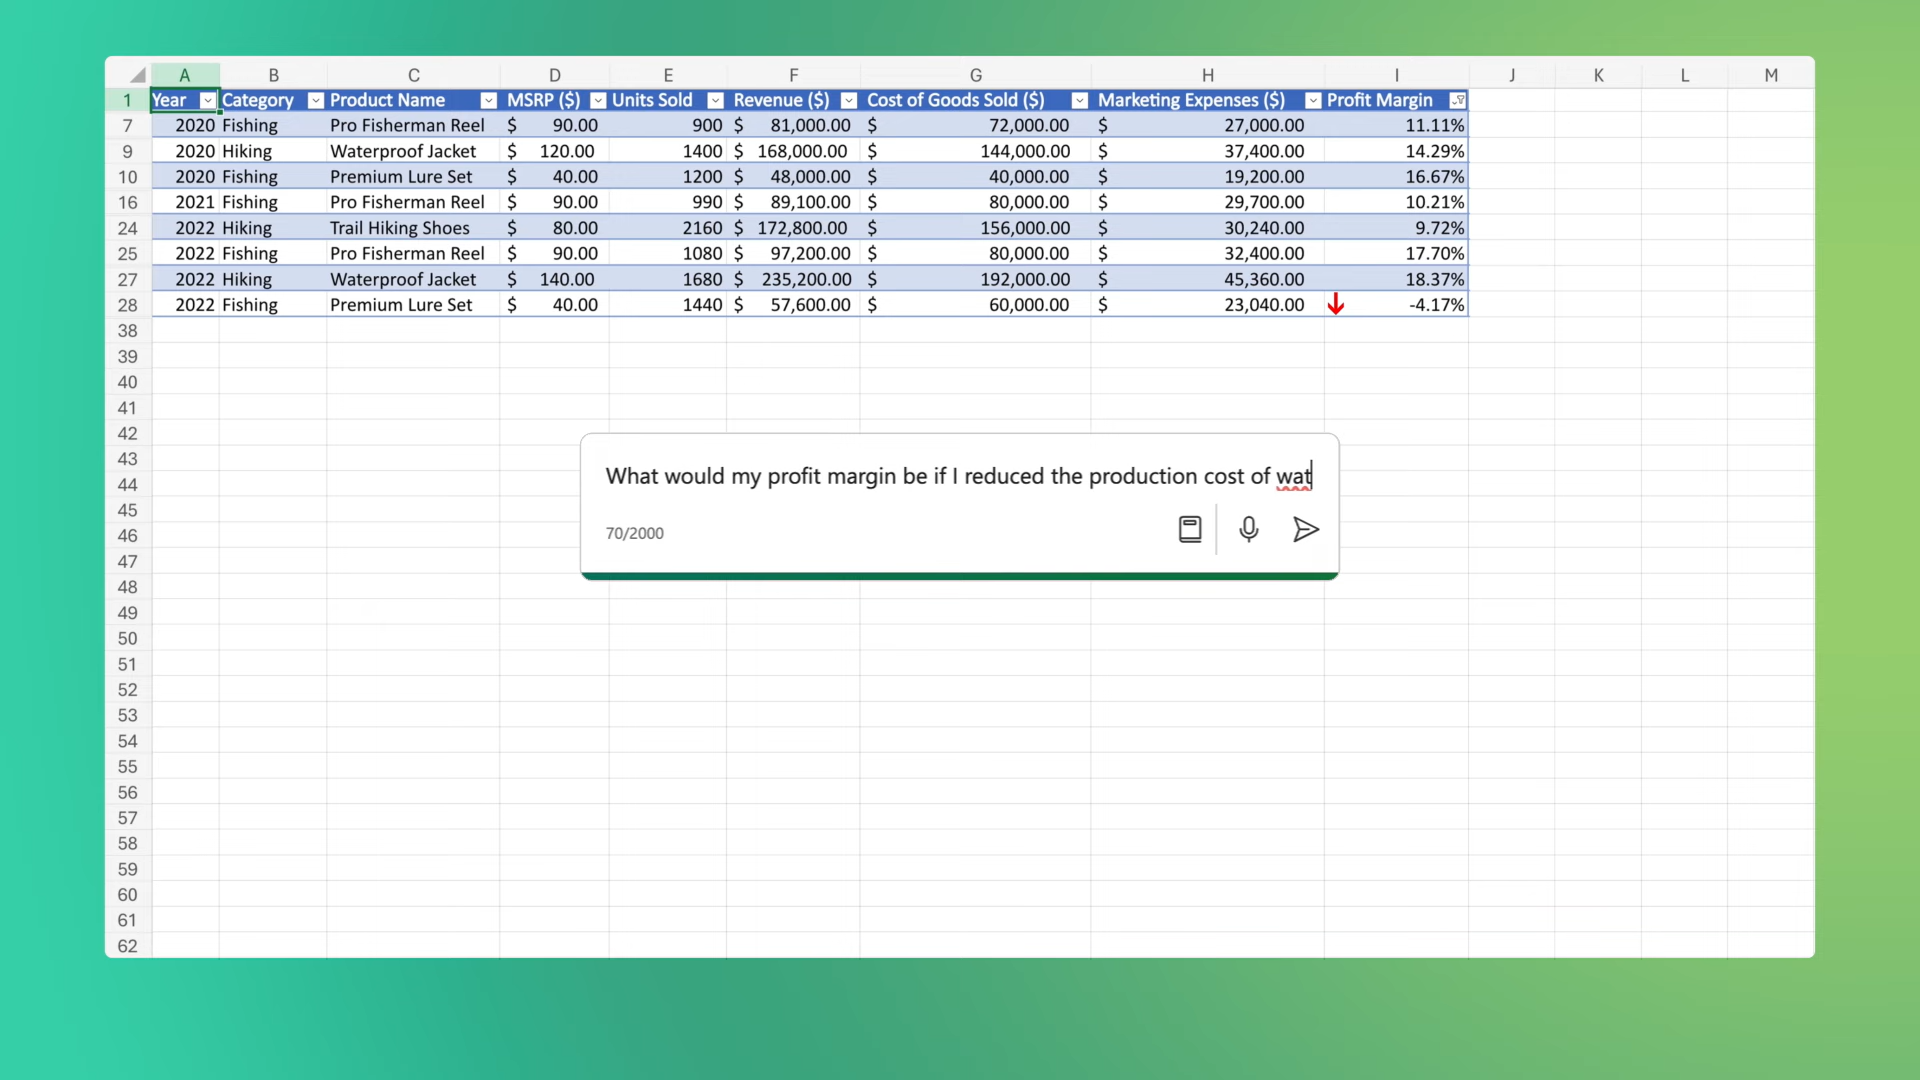 A B C D E F G H I J K L M
1 Year Category Product Name MSRP ($) Units Sold Revenue ($) Cost of Goods Sold ($) Marketing Expenses ($) Profit Margin
7 2020 Fishing Pro Fisherman Reel $ 90.00 900 $ 81,000.00 $ 72,000.00 $ 27,000.00 11.11%
9 2020 Hiking Waterproof Jacket $ 120.00 1400 $ 168,000.00 $ 144,000.00 $ 37,400.00 14.29%
10 2020 Fishing Premium Lure Set $ 40.00 1200 $ 48,000.00 $ 40,000.00 $ 19,200.00 16.67%
16 2021 Fishing Pro Fisherman Reel $ 90.00 990 $ 89,100.00 $ 80,000.00 $ 29,700.00 10.21%
24 2022 Hiking Trail Hiking Shoes $ 80.00 2160 $ 172,800.00 $ 156,000.00 $ 30,240.00 9.72%
25 2022 Fishing Pro Fisherman Reel $ 90.00 1080 $ 97,200.00 $ 80,000.00 $ 32,400.00 17.70%
27 2022 Hiking Waterproof Jacket $ 140.00 1680 $ 235,200.00 $ 192,000.00 $ 45,360.00 18.37%
28 2022 Fishing Premium Lure Set $ 40.00 1440 $ 57,600.00 $ 60,000.00 $ 23,040.00 -4.17%
38
39
40
41
42
43
44
45
46
47
48
49
50
51
52
53
54
55
56
57
58
59
60
61
62
What would my profit margin be if I reduced the production cost of wat
70/2000